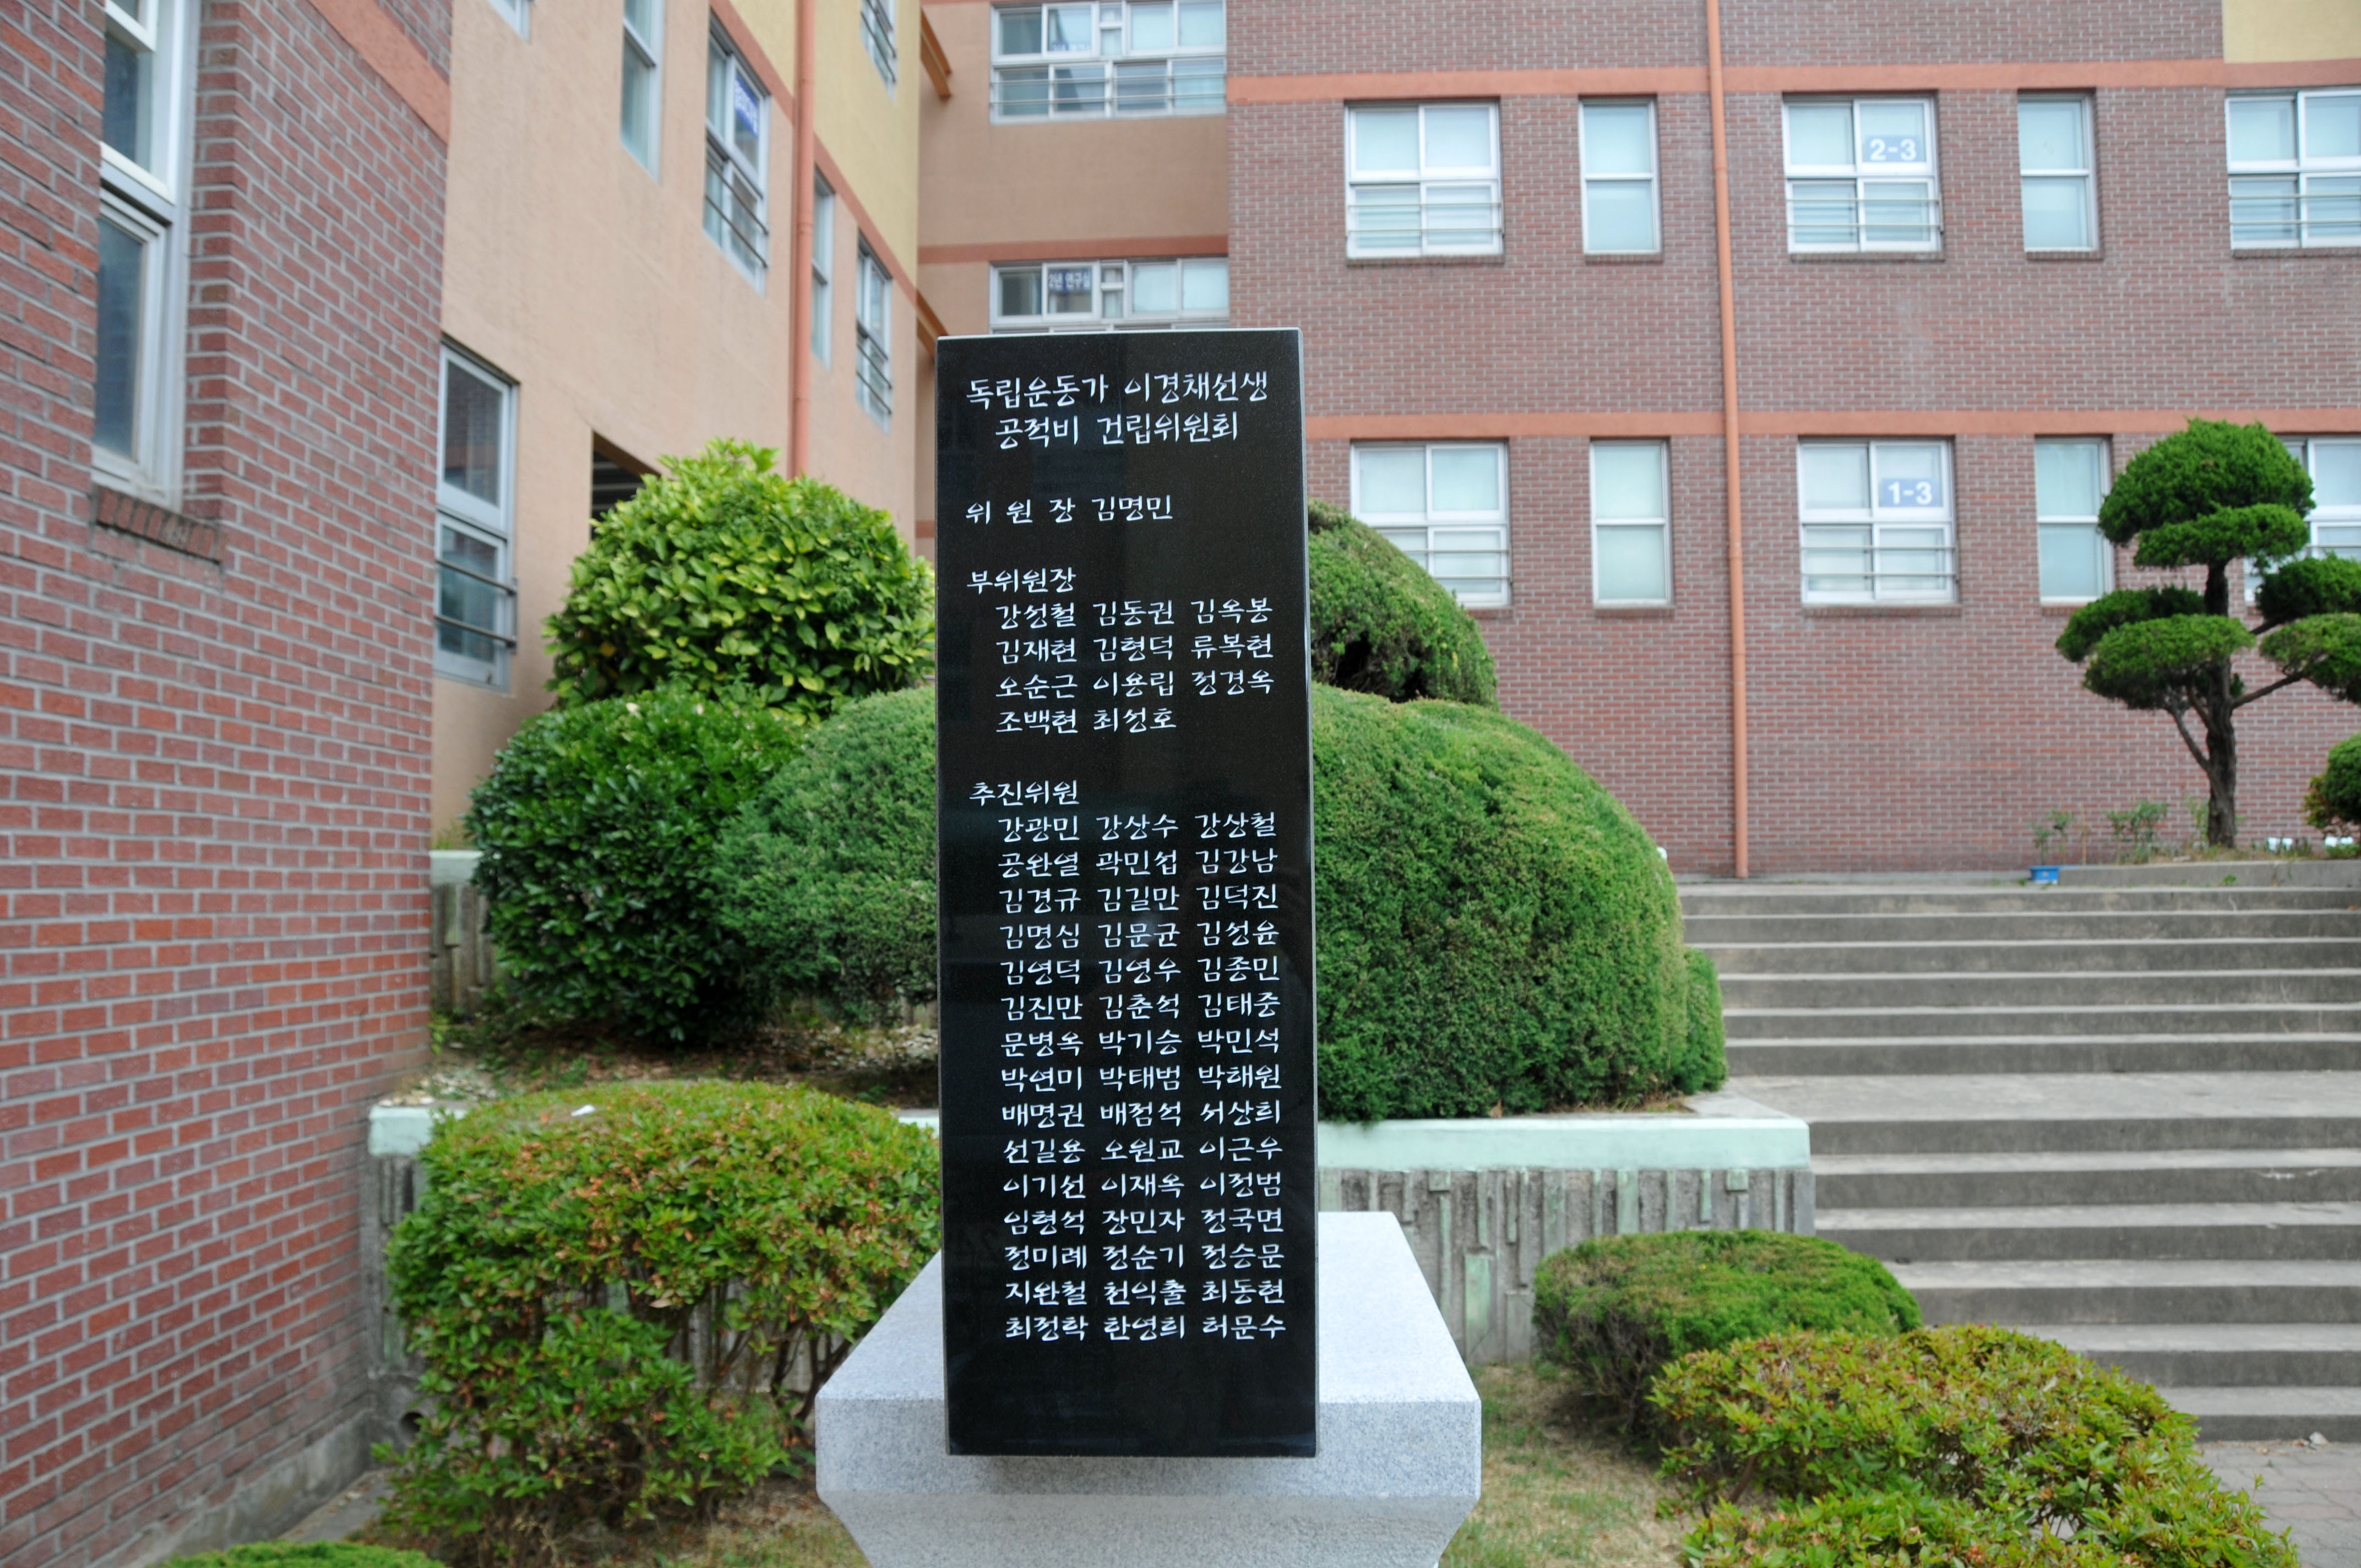 2-3
2년 연구실
1-3
독립운동가 이경채선생
공적비 건립위원회
위 원 장 김명민
부위원장
강성철 김동권 김옥봉
김재현 김형덕 류복현
오순근 이용립 정경옥
조백현 최성호
추진위원
강광민 강상수 강상철
공완열 곽민섭 김강남
김경규 김길만 김덕진
김명심 김문균 김성윤
김영덕 김영우 김종민
김진만 김춘석 김태중
문병옥 박기승 박민석
박연미 박태범 박해원
배명권 배점석 서상희
선길용 오원교 이근우
이기선 이재옥 이정범
임형석 장민자 정국면
정미례 정순기 정승문
지완철 천익출 최동현
최정학 한영희 허문수